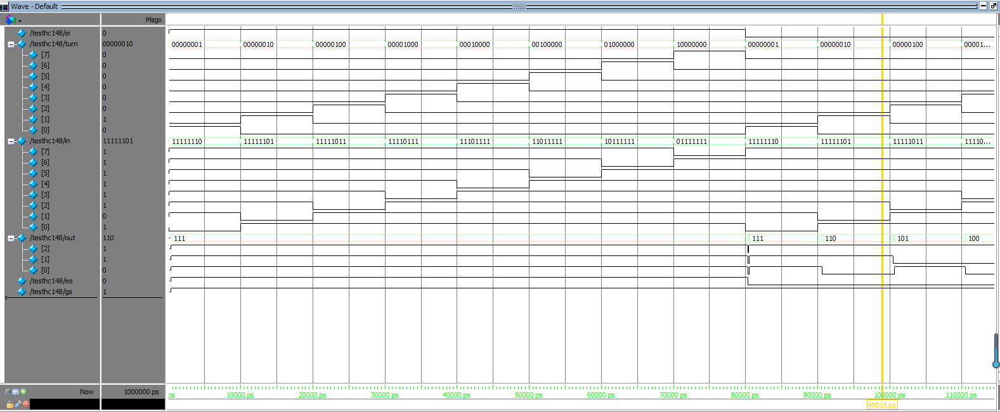 Wave - Default
Msgs
/testhc148/ei 0
/testhc148/turn 00000010 00000001 00000010 00000100 00001000 00010000 00100000 01000000 10000000 00000001 00000010 00000100 00001...
[7] 0
[6] 0
[5] 0
[4] 0
[3] 0
[2] 0
[1] 1
[0] 0
/testhc148/in 11111101 11111110 11111101 11111011 11110111 11101111 11011111 10111111 01111111 11111110 11111101 11111011 11110...
[7] 1
[6] 1
[5] 1
[4] 1
[3] 1
[2] 1
[1] 0
[0] 1
/testhc148/out 110 111 111 110 101 100
[2] 1
[1] 1
[0] 0
/testhc148/eo 0
/testhc148/gs 1
Now 1000000 ps ps 10000 ps 20000 ps 30000 ps 40000 ps 50000 ps 60000 ps 70000 ps 80000 ps 90000 ps 100000 ps 110000 ps
99015 ps